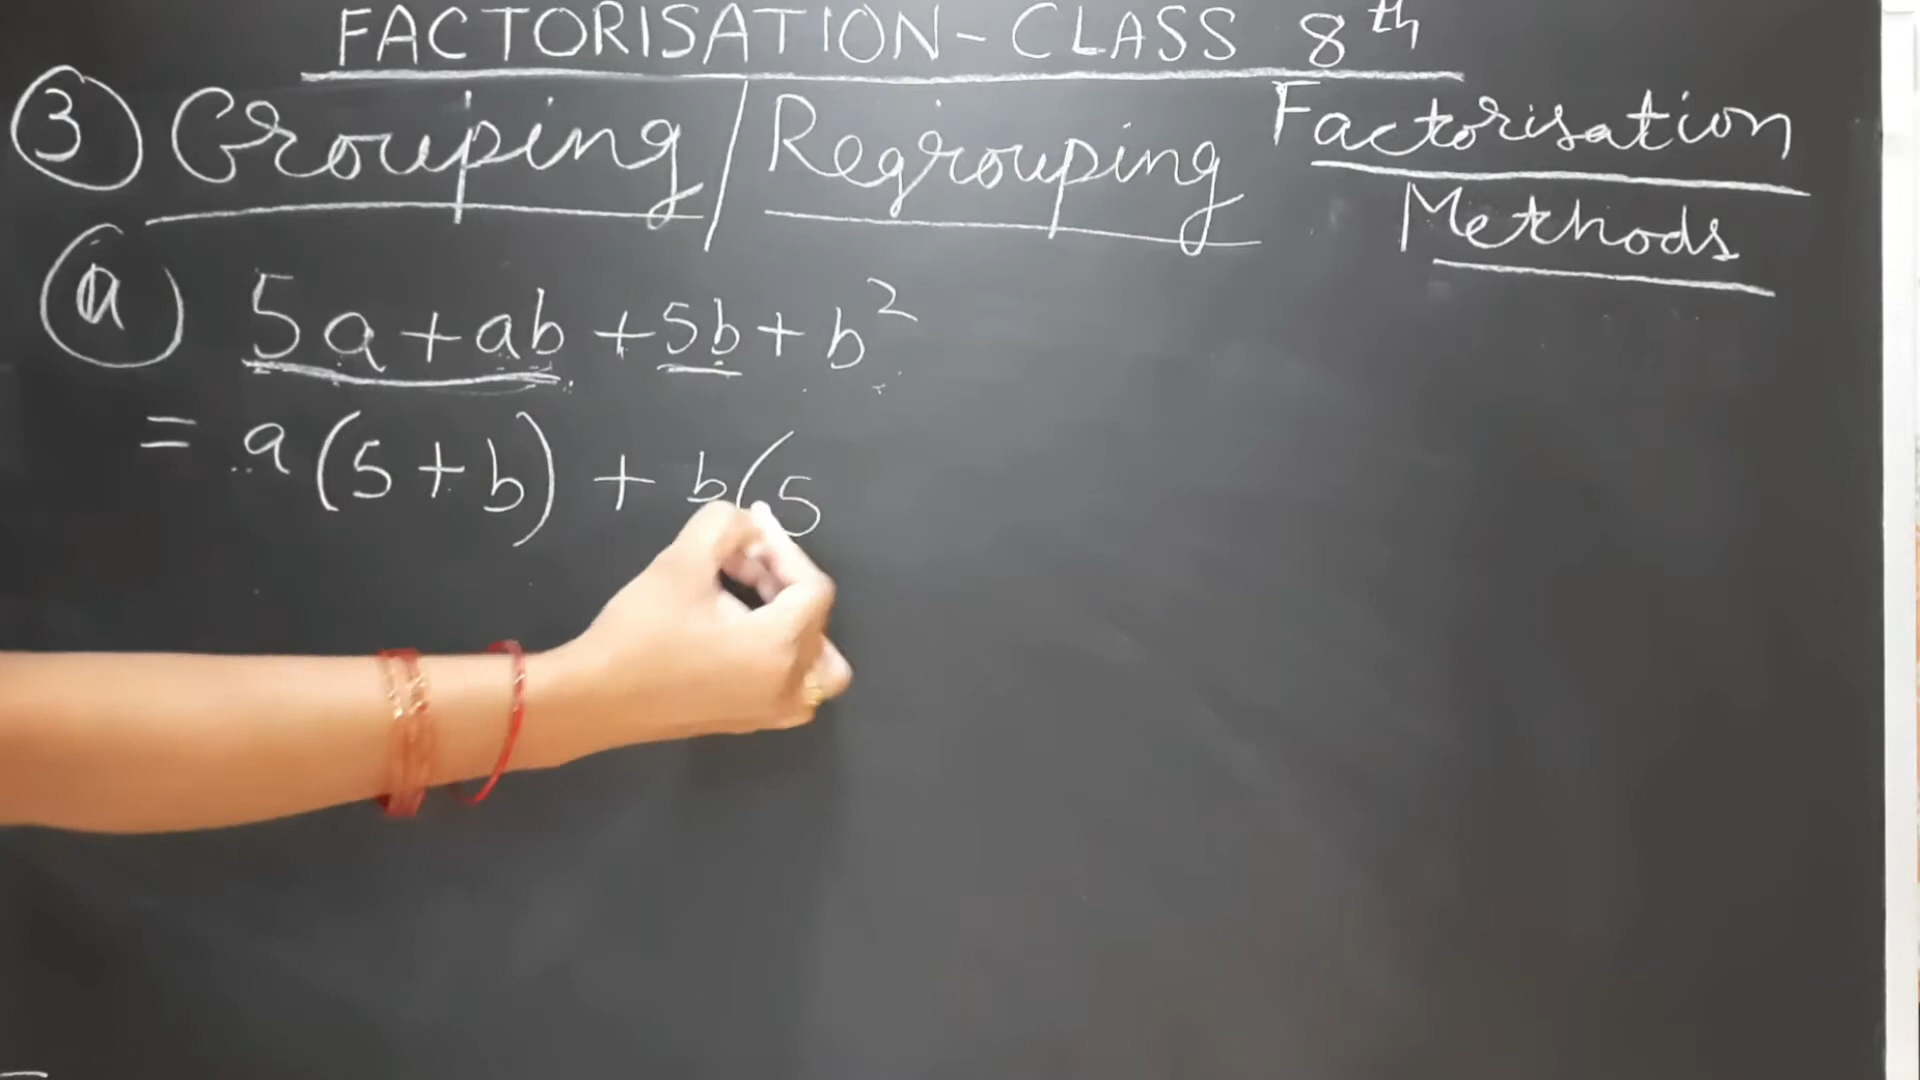 FACTORISATION - CLASS 8th
③ Grouping / Regrouping
Factorisation
Methods
ⓐ 5a + ab + 5b + b²
= a(5 + b) + b(5